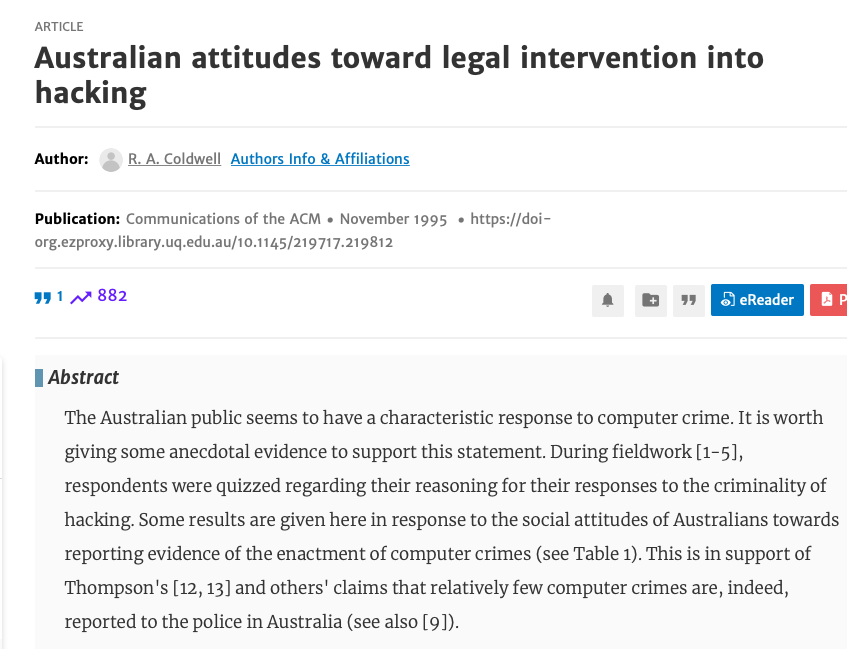 ARTICLE
Australian attitudes toward legal intervention into
hacking
Author: R. A. Coldwell Authors Info & Affiliations
Publication: Communications of the ACM • November 1995 • https://doi-
org.ezproxy.library.uq.edu.au/10.1145/219717.219812
1 882
eReader P
Abstract
The Australian public seems to have a characteristic response to computer crime. It is worth
giving some anecdotal evidence to support this statement. During fieldwork [1-5],
respondents were quizzed regarding their reasoning for their responses to the criminality of
hacking. Some results are given here in response to the social attitudes of Australians towards
reporting evidence of the enactment of computer crimes (see Table 1). This is in support of
Thompson's [12, 13] and others' claims that relatively few computer crimes are, indeed,
reported to the police in Australia (see also [9]).